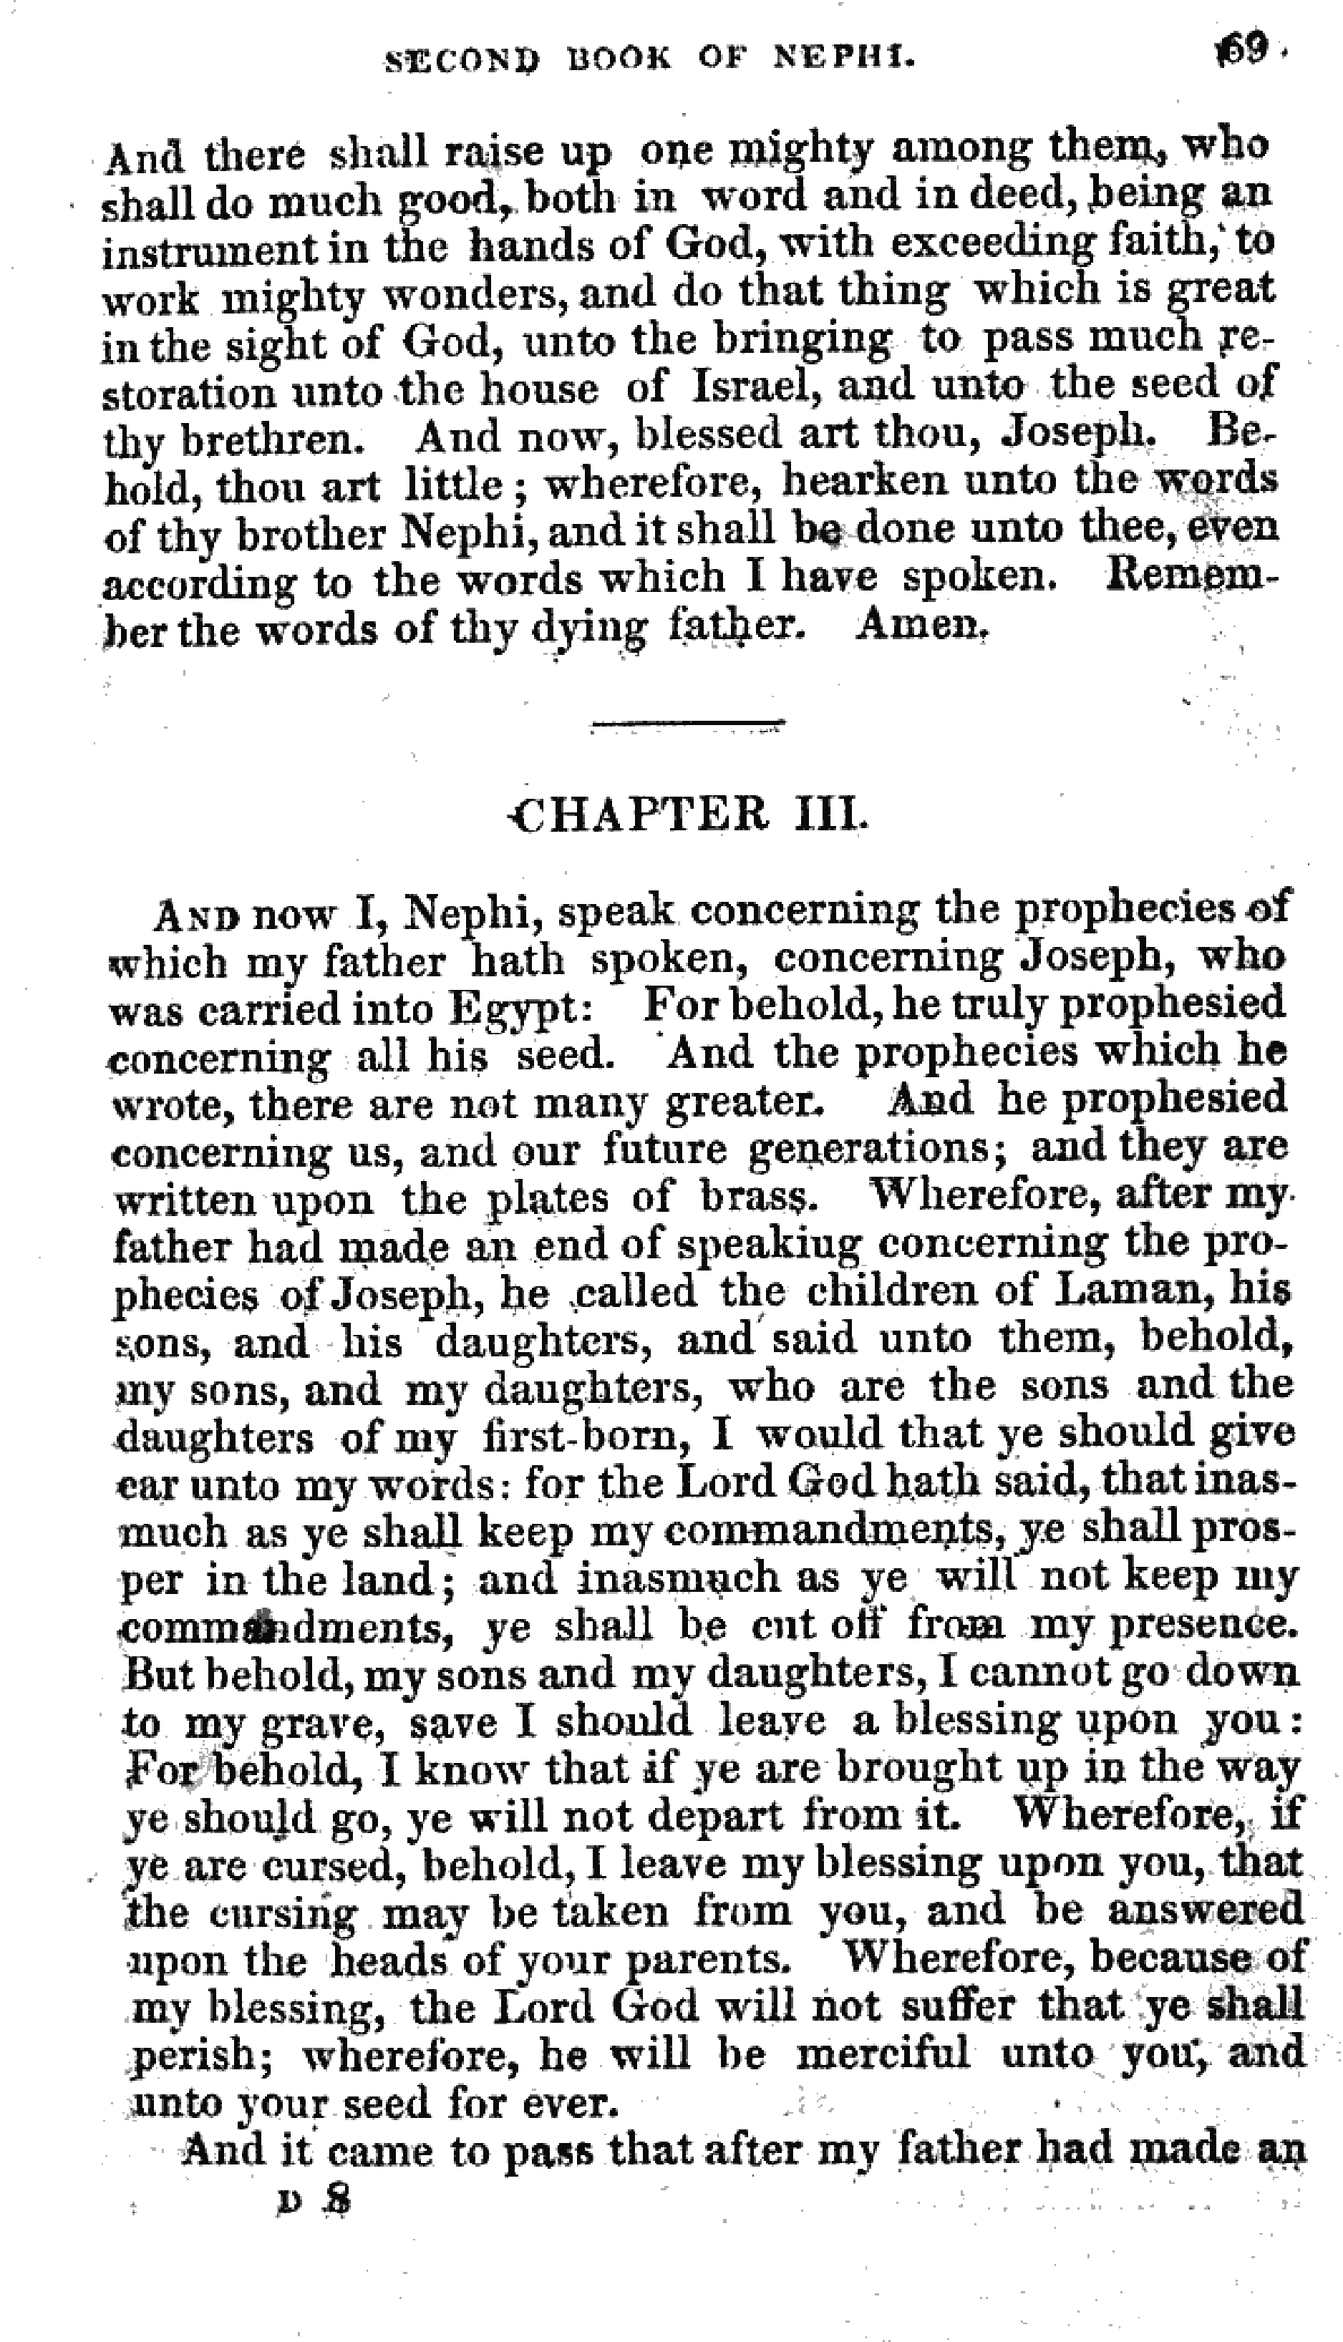 SECOND BOOK OF NEPHI. 69
And there shall raise up one mighty among them, who
shall do much good, both in word and in deed, being an
instrument in the hands of God, with exceeding faith, to
work mighty wonders, and do that thing which is great
in the sight of God, unto the bringing to pass much re-
storation unto the house of Israel, and unto the seed of
thy brethren. And now, blessed art thou, Joseph. Be-
hold, thou art little; wherefore, hearken unto the words
of thy brother Nephi, and it shall be done unto thee, even
according to the words which I have spoken. Remem-
ber the words of thy dying father. Amen.
CHAPTER III.
AND now I, Nephi, speak concerning the prophecies of
which my father hath spoken, concerning Joseph, who
was carried into Egypt: For behold, he truly prophesied
concerning all his seed. And the prophecies which he
wrote, there are not many greater. And he prophesied
concerning us, and our future generations; and they are
written upon the plates of brass. Wherefore, after my
father had made an end of speakiug concerning the pro-
phecies of Joseph, he called the children of Laman, his
sons, and his daughters, and said unto them, behold,
my sons, and my daughters, who are the sons and the
daughters of my first-born, I would that ye should give
ear unto my words: for the Lord God hath said, that inas-
much as ye shall keep my commandments, ye shall pros-
per in the land; and inasmuch as ye will not keep my
commandments, ye shall be cut off from my presence.
But behold, my sons and my daughters, I cannot go down
to my grave, save I should leave a blessing upon you:
For behold, I know that if ye are brought up in the way
ye should go, ye will not depart from it. Wherefore, if
ye are cursed, behold, I leave my blessing upon you, that
the cursing may be taken from you, and be answered
upon the heads of your parents. Wherefore, because of
my blessing, the Lord God will not suffer that ye shall
perish; wherefore, he will be merciful unto you, and
unto your seed for ever.
And it came to pass that after my father had made an
D 8